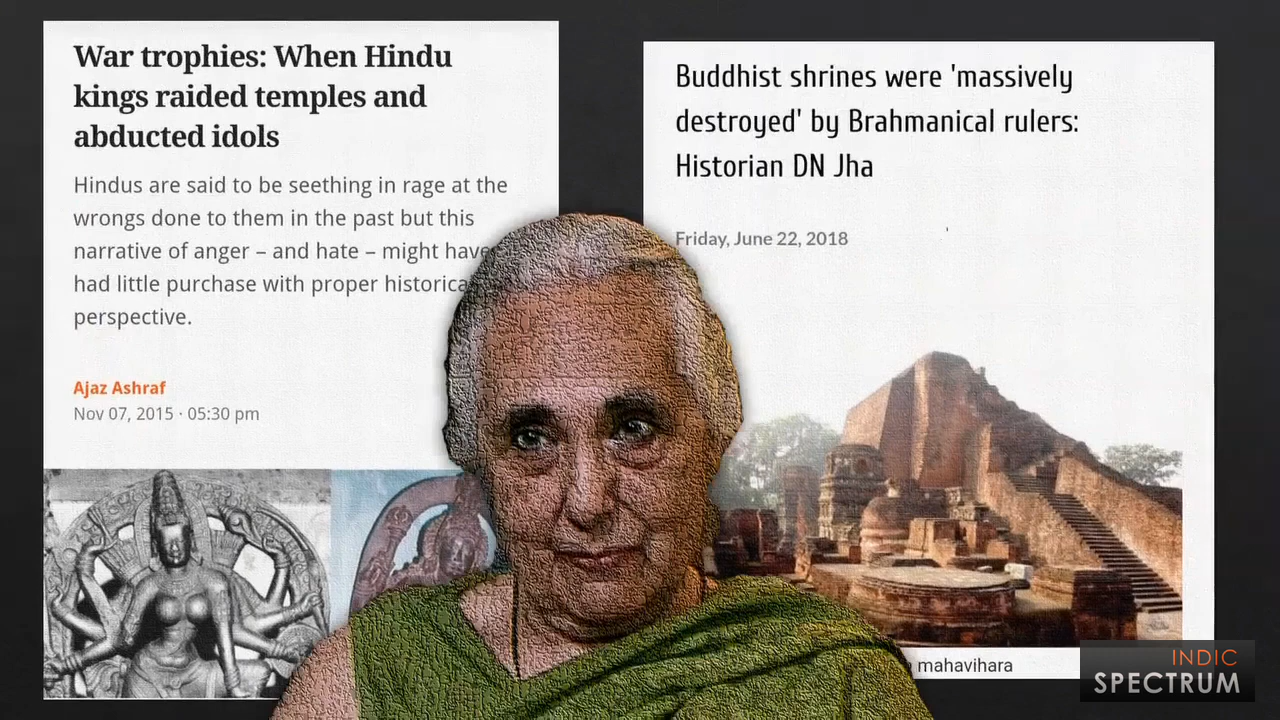 War trophies: When Hindu
kings raided temples and
abducted idols
Hindus are said to be seething in rage at the
wrongs done to them in the past but this
narrative of anger – and hate – might have
had little purchase with proper historica
perspective.
Ajaz Ashraf
Nov 07, 2015 · 05:30 pm
Buddhist shrines were 'massively
destroyed' by Brahmanical rulers:
Historian DN Jha
Friday, June 22, 2018
mahavihara
INDIC
SPECTRUM